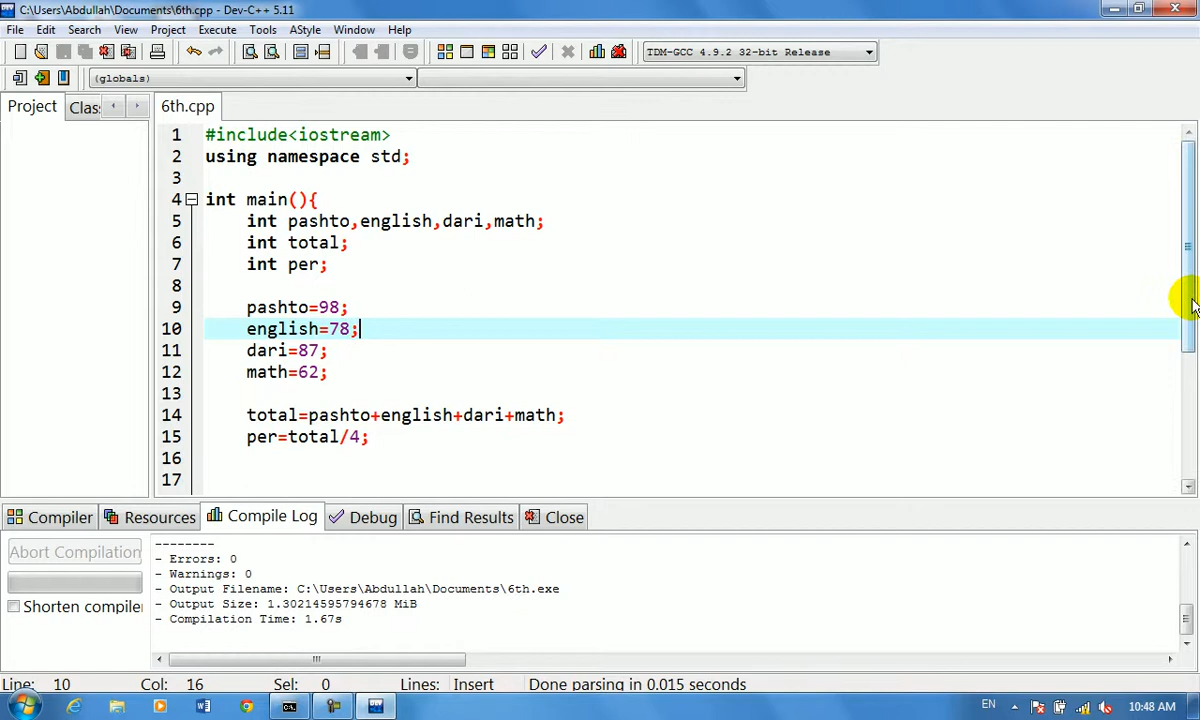 C:\Users\Abdullah\Documents\6th.cpp - Dev-C++ 5.11
File Edit Search View Project Execute Tools AStyle Window Help
TDM-GCC 4.9.2 32-bit Release
(globals)
Project Clas 6th.cpp
1 #include<iostream>
2 using namespace std;
3
4 int main(){
5 int pashto,english,dari,math;
6 int total;
7 int per;
8
9 pashto=98;
10 english=78;
11 dari=87;
12 math=62;
13
14 total=pashto+english+dari+math;
15 per=total/4;
16
17
Compiler Resources Compile Log Debug Find Results Close
Abort Compilation
Shorten compiler
--------
- Errors: 0
- Warnings: 0
- Output Filename: C:\Users\Abdullah\Documents\6th.exe
- Output Size: 1.30214595794678 MiB
- Compilation Time: 1.67s
Line: 10 Col: 16 Sel: 0 Lines: Insert Done parsing in 0.015 seconds
EN 10:48 AM